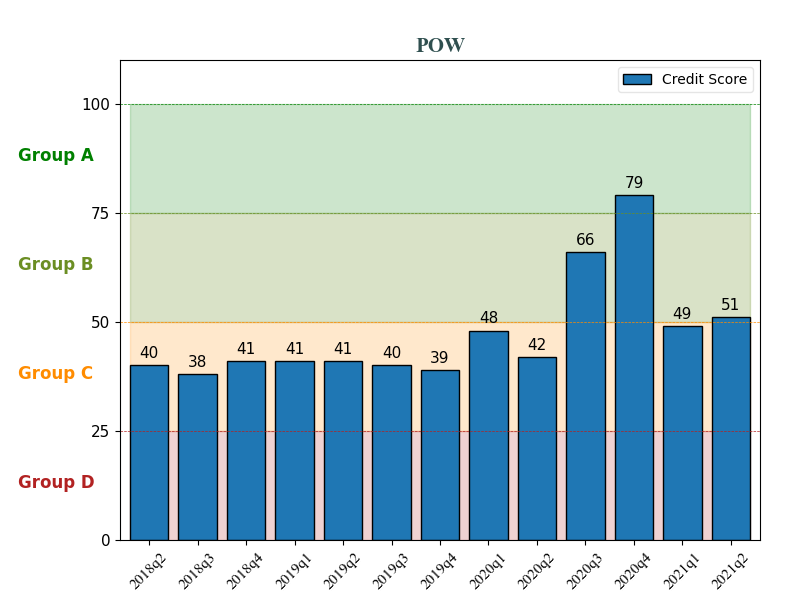 POW
Credit Score
100
Group A
79
75
66
Group B
50
48
49
51
40
38
41
41
41
40
39
42
Group C
25
Group D
0
2018q2
2018q3
2018q4
2019q1
2019q2
2019q3
2019q4
2020q1
2020q2
2020q3
2020q4
2021q1
2021q2